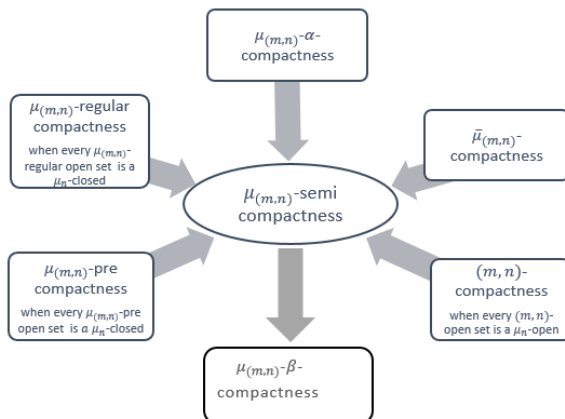 μ(m,n)-α-
compactness
μ(m,n)-regular
compactness
when every μ(m,n)-
regular open set is a
μn-closed
μ̄(m,n)-
compactness
μ(m,n)-semi
compactness
μ(m,n)-pre
compactness
when every μ(m,n)-pre
open set is a μn-closed
(m, n)-
compactness
when every (m, n)-
open set is a μn-open
μ(m,n)-β-
compactness